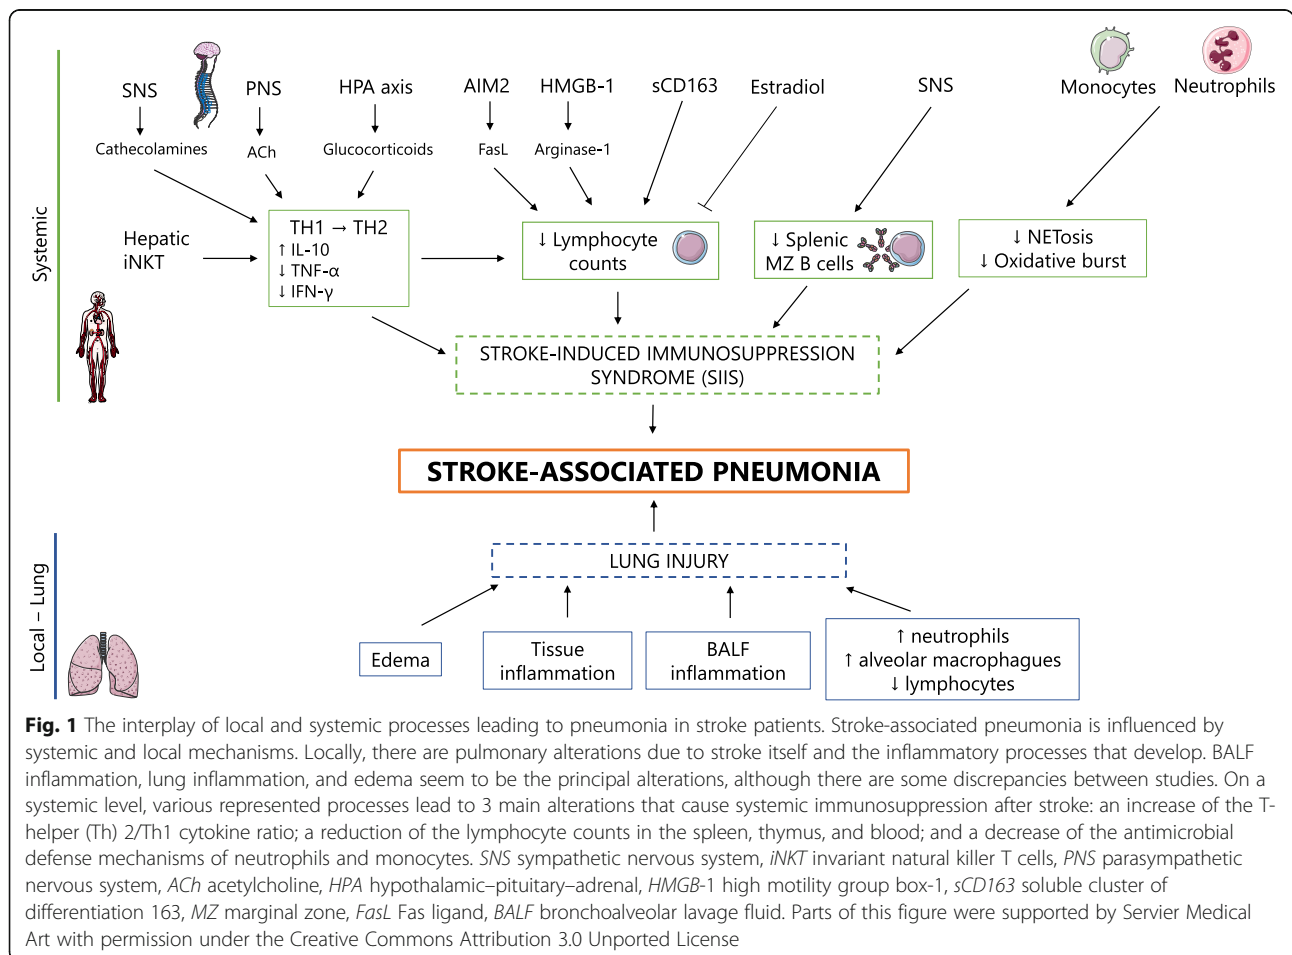 SNS
PNS
HPA axis
AIM2
HMGB-1
sCD163
Estradiol
SNS
Monocytes
Neutrophils
Cathecolamines
ACh
Glucocorticoids
FasL
Arginase-1
Systemic
Hepatic
iNKT
TH1 → TH2
↑ IL-10
↓ TNF-α
↓ IFN-γ
↓ Lymphocyte
counts
↓ Splenic
MZ B cells
↓ NETosis
↓ Oxidative burst
STROKE-INDUCED IMMUNOSUPPRESSION
SYNDROME (SIIS)
STROKE-ASSOCIATED PNEUMONIA
Local – Lung
LUNG INJURY
Edema
Tissue
inflammation
BALF
inflammation
↑ neutrophils
↑ alveolar macrophagues
↓ lymphocytes
Fig. 1 The interplay of local and systemic processes leading to pneumonia in stroke patients. Stroke-associated pneumonia is influenced by
systemic and local mechanisms. Locally, there are pulmonary alterations due to stroke itself and the inflammatory processes that develop. BALF
inflammation, lung inflammation, and edema seem to be the principal alterations, although there are some discrepancies between studies. On a
systemic level, various represented processes lead to 3 main alterations that cause systemic immunosuppression after stroke: an increase of the T-
helper (Th) 2/Th1 cytokine ratio; a reduction of the lymphocyte counts in the spleen, thymus, and blood; and a decrease of the antimicrobial
defense mechanisms of neutrophils and monocytes. SNS sympathetic nervous system, iNKT invariant natural killer T cells, PNS parasympathetic
nervous system, ACh acetylcholine, HPA hypothalamic–pituitary–adrenal, HMGB-1 high motility group box-1, sCD163 soluble cluster of
differentiation 163, MZ marginal zone, FasL Fas ligand, BALF bronchoalveolar lavage fluid. Parts of this figure were supported by Servier Medical
Art with permission under the Creative Commons Attribution 3.0 Unported License